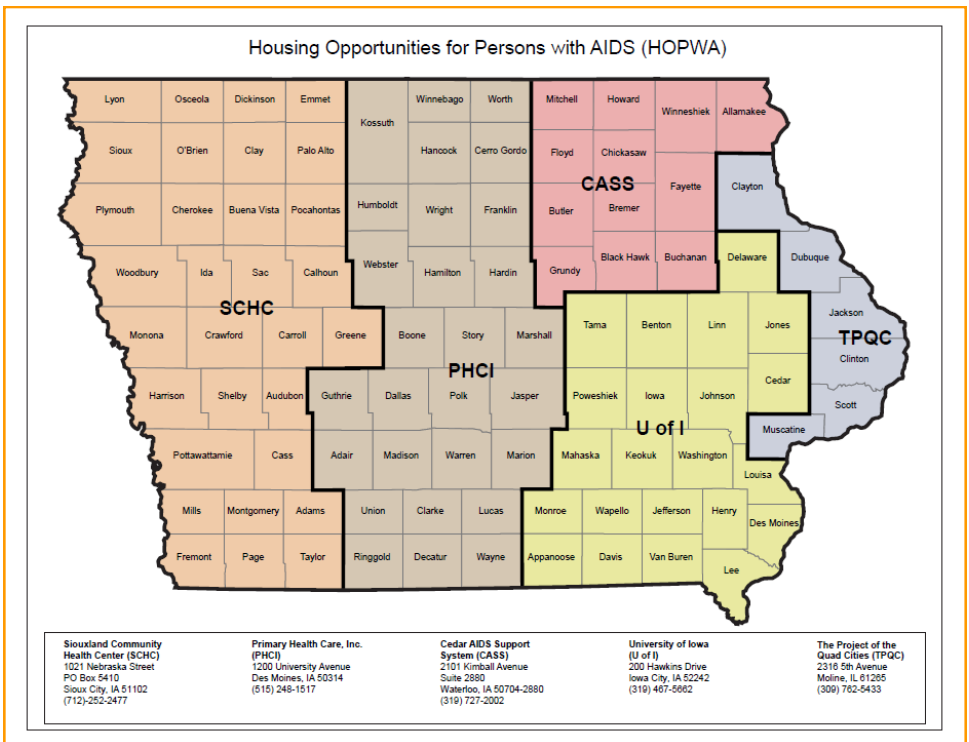 Housing Opportunities for Persons with AIDS (HOPWA)
Lyon Osceola Dickinson Emmet Winnebago Worth Mitchell Howard Winneshiek Allamakee
Kossuth
Sioux O'Brien Clay Palo Alto Hancock Cerro Gordo Floyd Chickasaw
CASS
Fayette Clayton
Plymouth Cherokee Buena Vista Pocahontas Humboldt Wright Franklin Butler Bremer
Woodbury Ida Sac Calhoun Webster Hamilton Hardin Grundy Black Hawk Buchanan Delaware Dubuque
SCHC
Monona Crawford Carroll Greene Boone Story Marshall Tama Benton Linn Jones Jackson
TPQC
Clinton
PHCI
Harrison Shelby Audubon Guthrie Dallas Polk Jasper Poweshiek Iowa Johnson Cedar Scott
U of I
Muscatine
Pottawattamie Cass Adair Madison Warren Marion Mahaska Keokuk Washington
Louisa
Mills Montgomery Adams Union Clarke Lucas Monroe Wapello Jefferson Henry
Des Moines
Fremont Page Taylor Ringgold Decatur Wayne Appanoose Davis Van Buren
Lee
Siouxland Community
Health Center (SCHC)
1021 Nebraska Street
PO Box 5410
Sioux City, IA 51102
(712)-252-2477
Primary Health Care, Inc.
(PHCI)
1200 University Avenue
Des Moines, IA 50314
(515) 248-1517
Cedar AIDS Support
System (CASS)
2101 Kimball Avenue
Suite 2880
Waterloo, IA 50704-2880
(319) 727-2002
University of Iowa
(U of I)
200 Hawkins Drive
Iowa City, IA 52242
(319) 467-5662
The Project of the
Quad Cities (TPQC)
2316 5th Avenue
Moline, IL 61265
(309) 762-5433